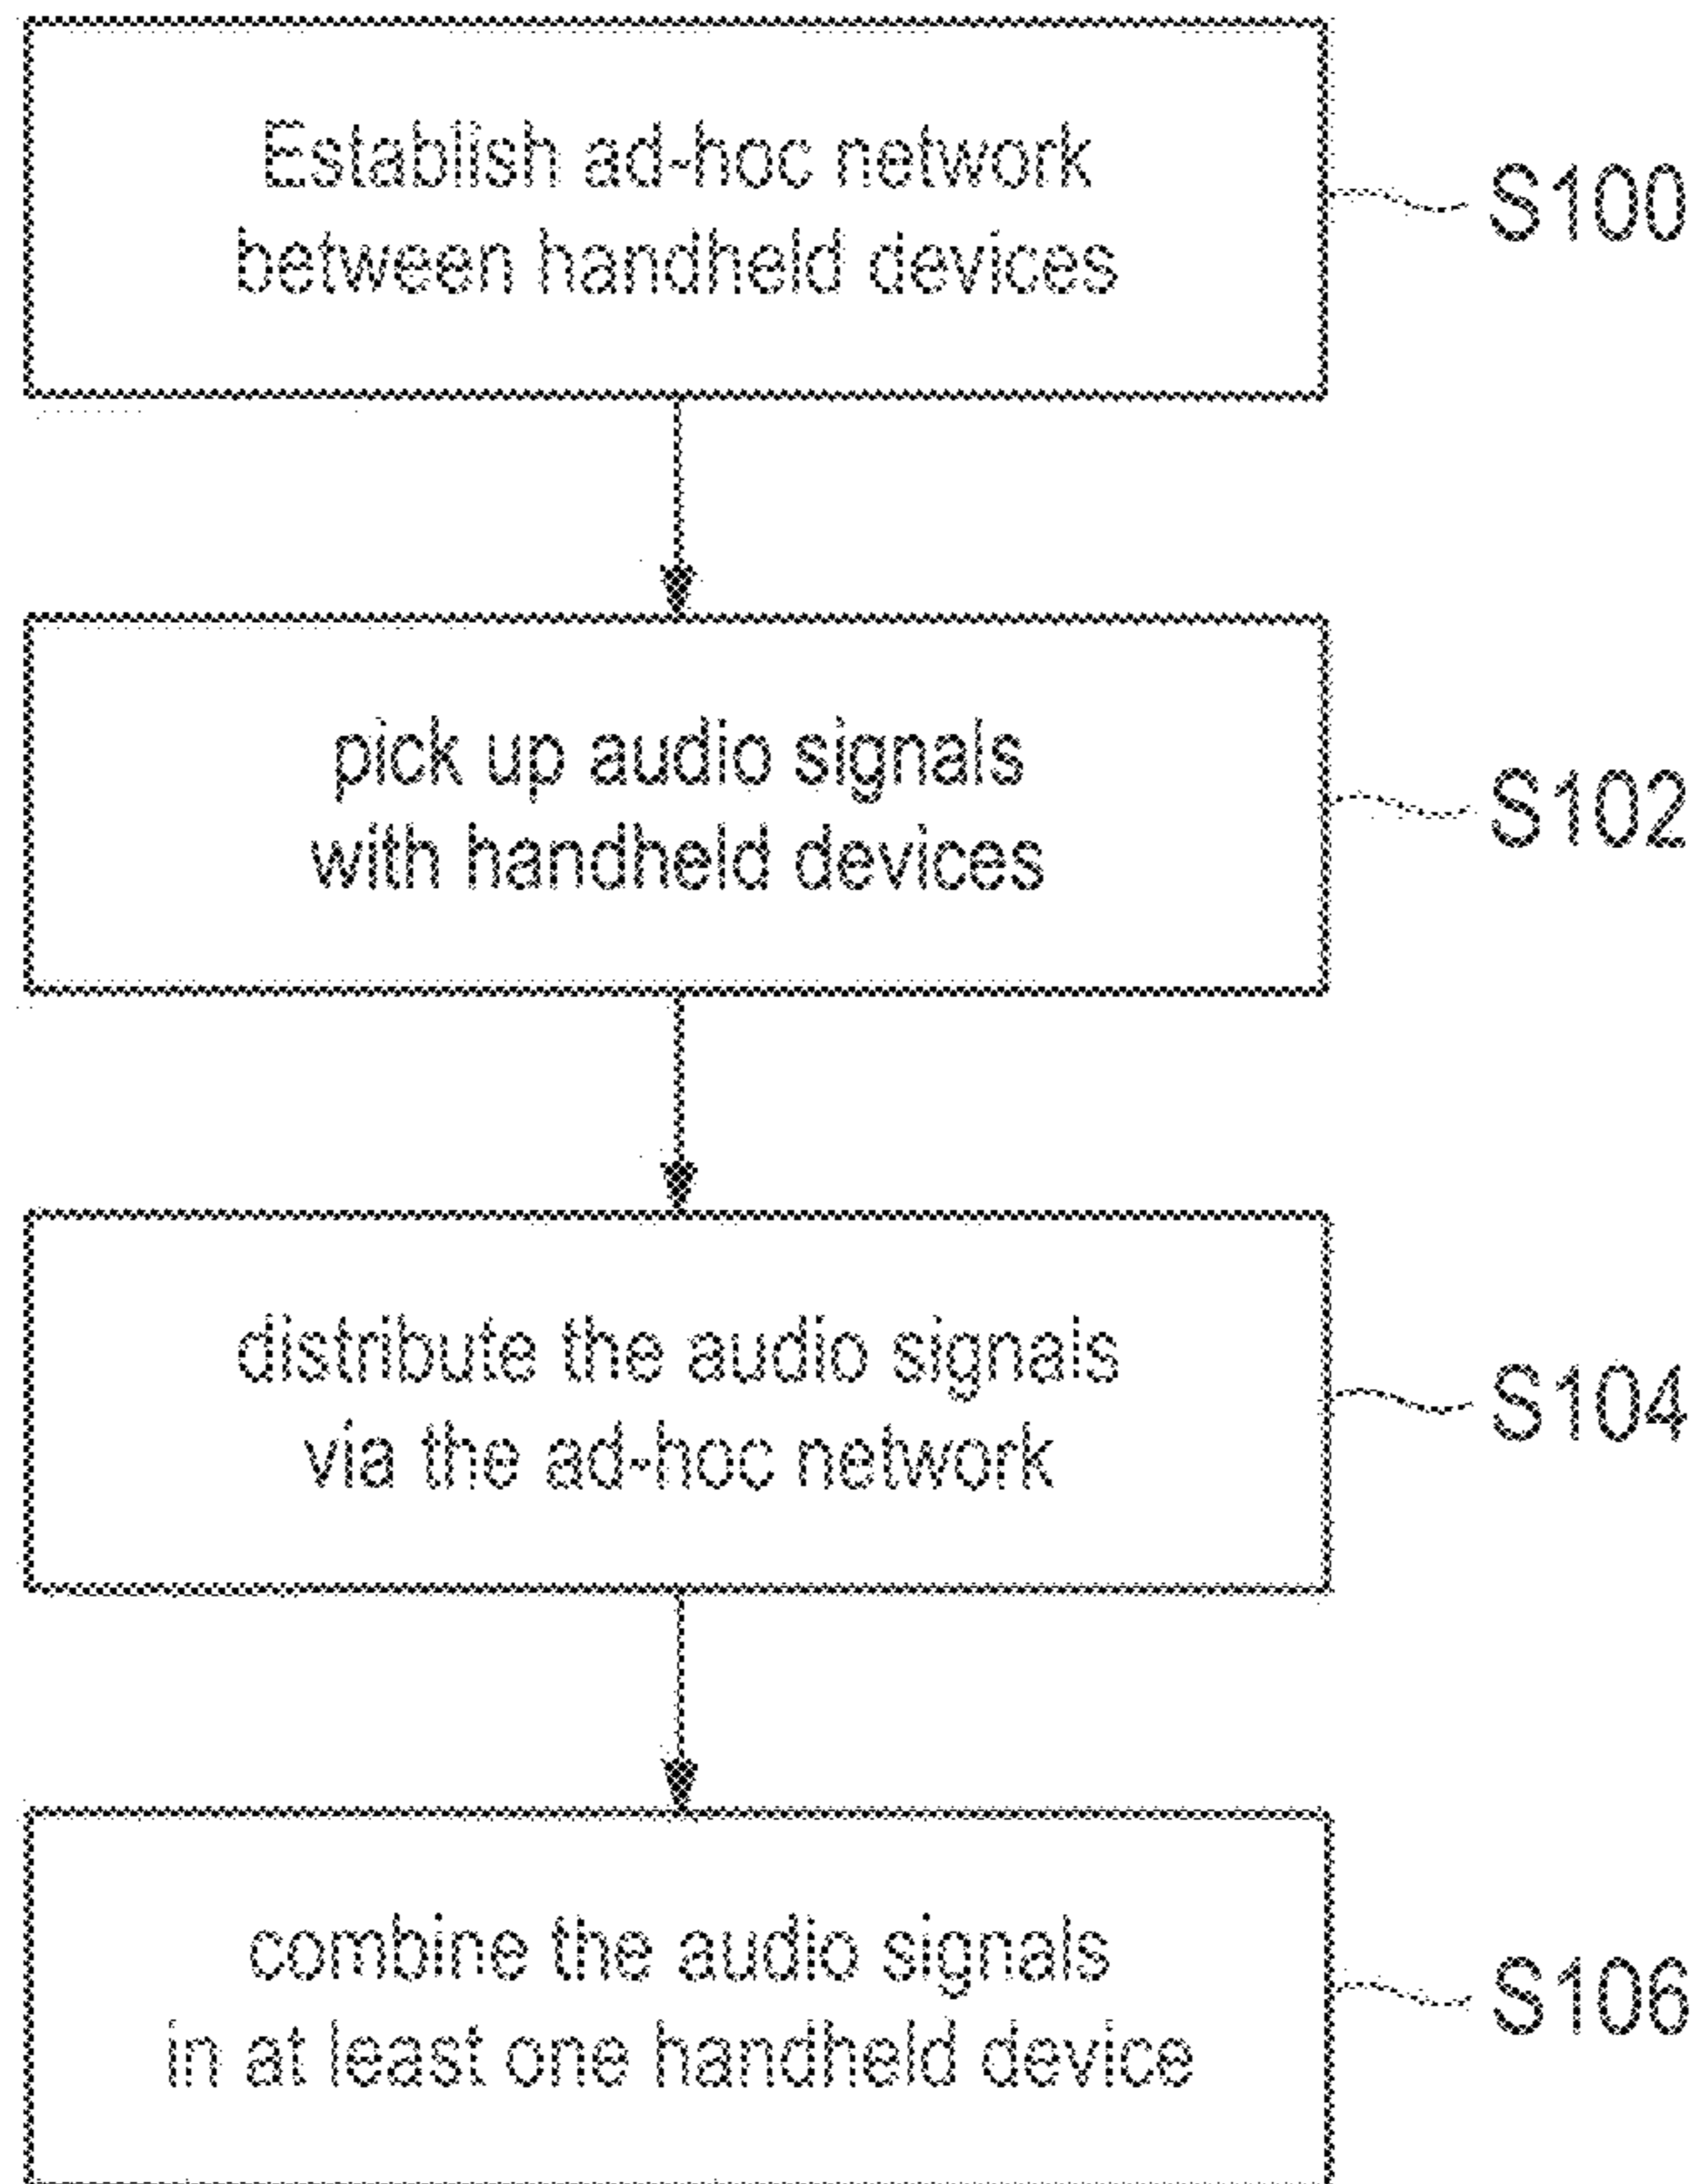 Establish ad-hoc network
between handheld devices
S100
pick up audio signals
with handheld devices
S102
distribute the audio signals
via the ad-hoc network
S104
combine the audio signals
in at least one handheld device
S106